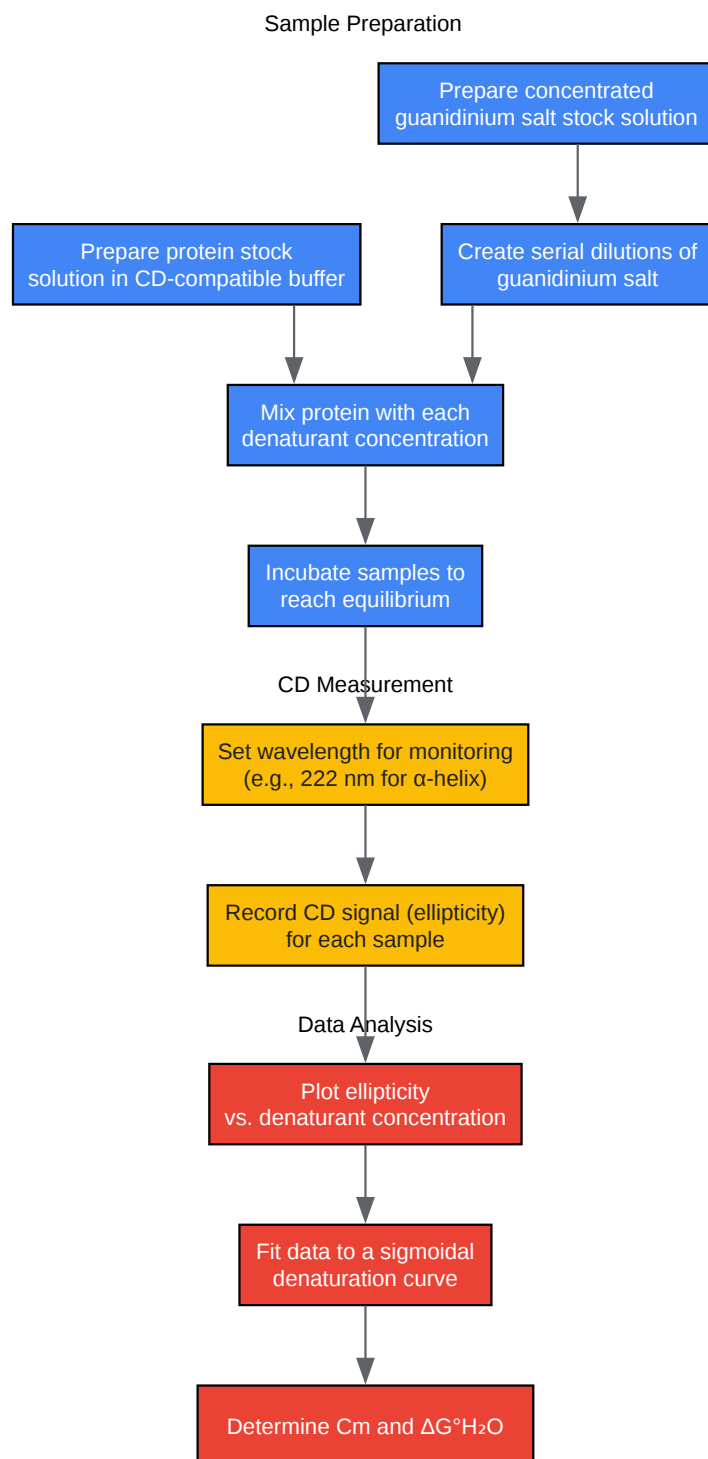 Sample Preparation
Prepare concentrated
guanidinium salt stock solution
Prepare protein stock
solution in CD-compatible buffer
Create serial dilutions of
guanidinium salt
Mix protein with each
denaturant concentration
Incubate samples to
reach equilibrium
CD Measurement
Set wavelength for monitoring
(e.g., 222 nm for α-helix)
Record CD signal (ellipticity)
for each sample
Data Analysis
Plot ellipticity
vs. denaturant concentration
Fit data to a sigmoidal
denaturation curve
Determine Cm and ΔG°H₂O